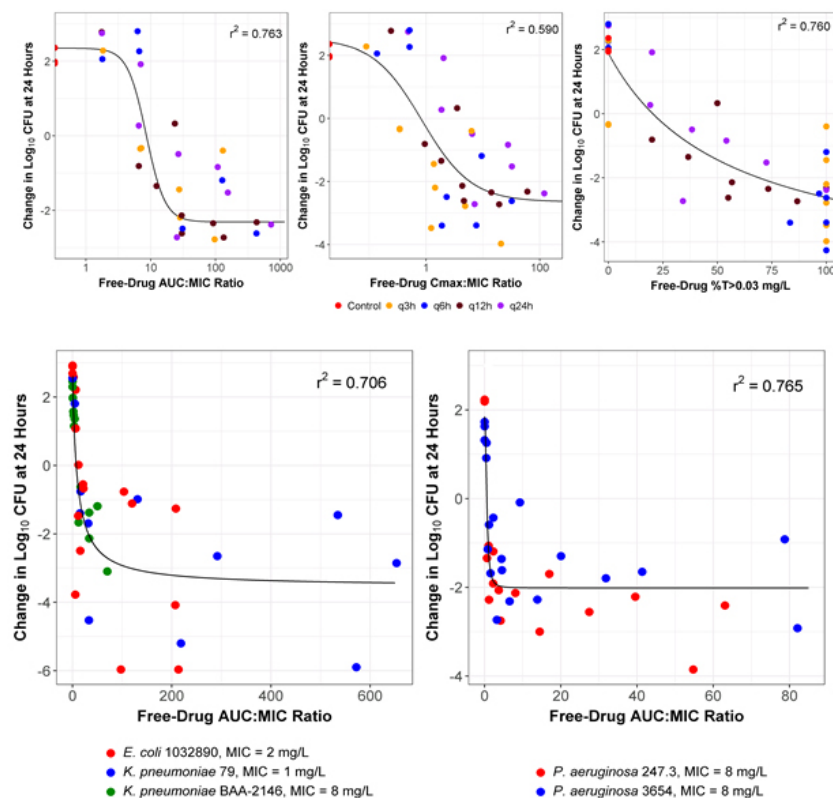 r² = 0.763
r² = 0.590
r² = 0.760
Change in Log₁₀ CFU at 24 Hours
2
0
-2
1
10
100
1000
Free-Drug AUC:MIC Ratio
Change in Log₁₀ CFU at 24 Hours
2
0
-2
-4
1
100
Free-Drug Cmax:MIC Ratio
Change in Log₁₀ CFU at 24 Hours
2
0
-2
-4
0
25
50
75
100
Free-Drug %T>0.03 mg/L
Control
q3h
q6h
q12h
q24h
r² = 0.706
Change in Log₁₀ CFU at 24 Hours
2
0
-2
-4
-6
0
200
400
600
Free-Drug AUC:MIC Ratio
E. coli 1032890, MIC = 2 mg/L
K. pneumoniae 79, MIC = 1 mg/L
K. pneumoniae BAA-2146, MIC = 8 mg/L
r² = 0.765
Change in Log₁₀ CFU at 24 Hours
2
0
-2
-4
0
20
40
60
80
Free-Drug AUC:MIC Ratio
P. aeruginosa 247.3, MIC = 8 mg/L
P. aeruginosa 3654, MIC = 8 mg/L